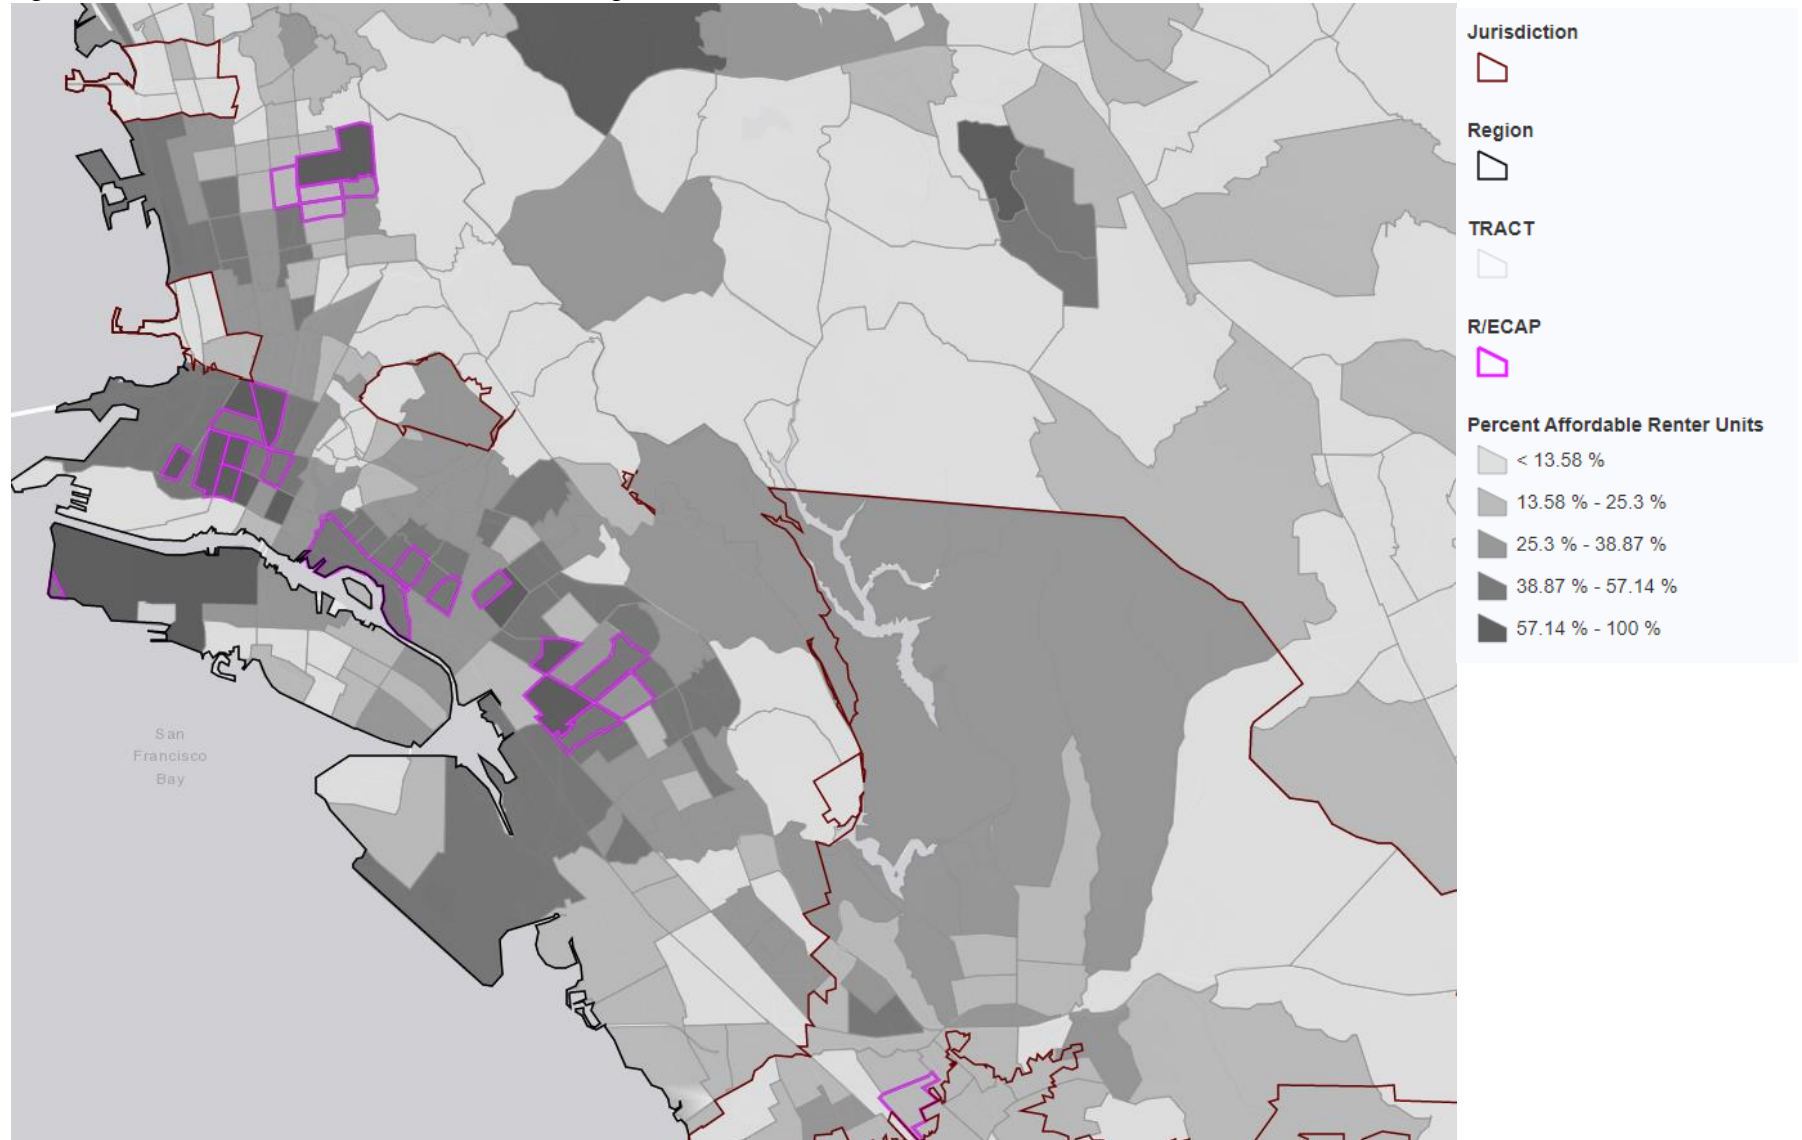 San
Francisco
Bay
Jurisdiction
Region
TRACT
R/ECAP
Percent Affordable Renter Units
< 13.58 %
13.58 % - 25.3 %
25.3 % - 38.87 %
38.87 % - 57.14 %
57.14 % - 100 %